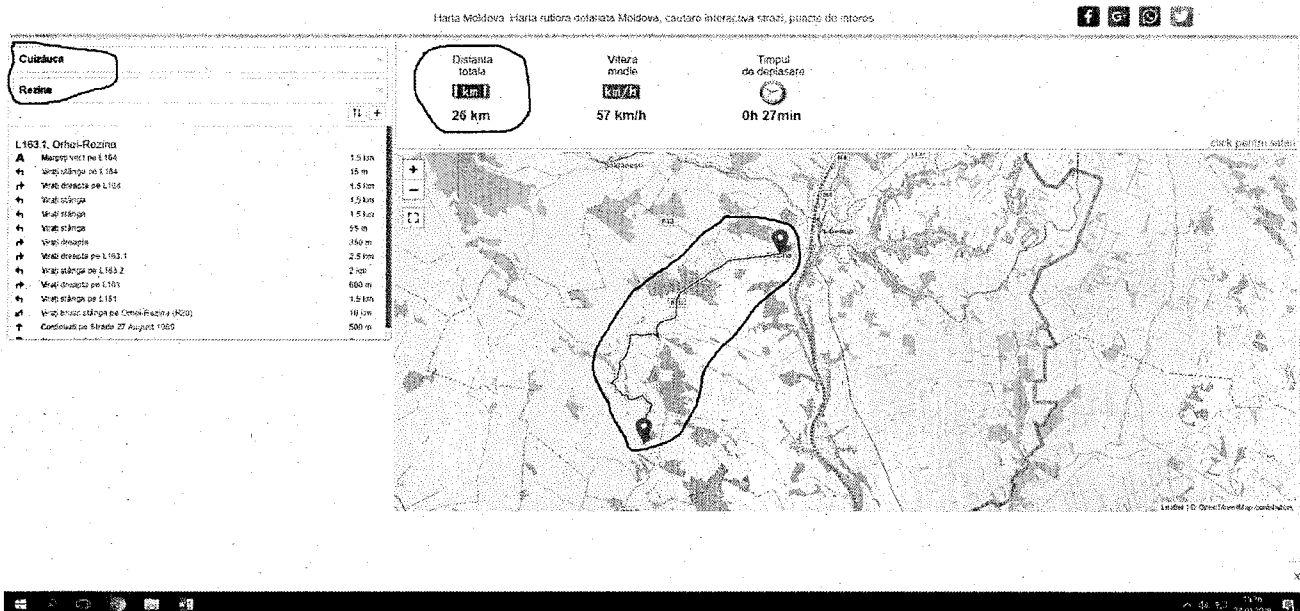 Harta Moldova. Harta rutiera detaliata Moldova, cautare interactiva strazi, puncte de interes
Cuizăuca
Rezina
Distanta
totala
km
26 km
Viteza
medie
km/h
57 km/h
Timpul
de deplasare
0h 27min
L163.1, Orhei-Rezina
A Mergeți vest pe L164 1.5 km
Virați stânga pe L164 15 m
Virați dreapta pe L164 1.5 km
Virați stânga 1.5 km
Virați stânga 1.5 km
Virați stânga 55 m
Virați dreapta 350 m
Virați dreapta pe L163.1 2.5 km
Virați stânga pe L163.2 2 km
Virați dreapta pe L163 600 m
Virați stânga pe L151 1.5 km
Virați brusc stânga pe Orhei-Rezina (R20) 10 km
Continuați pe Strada 27 August 1989 500 m
click pentru setari
+
−
Leaflet | © OpenStreetMap contributors